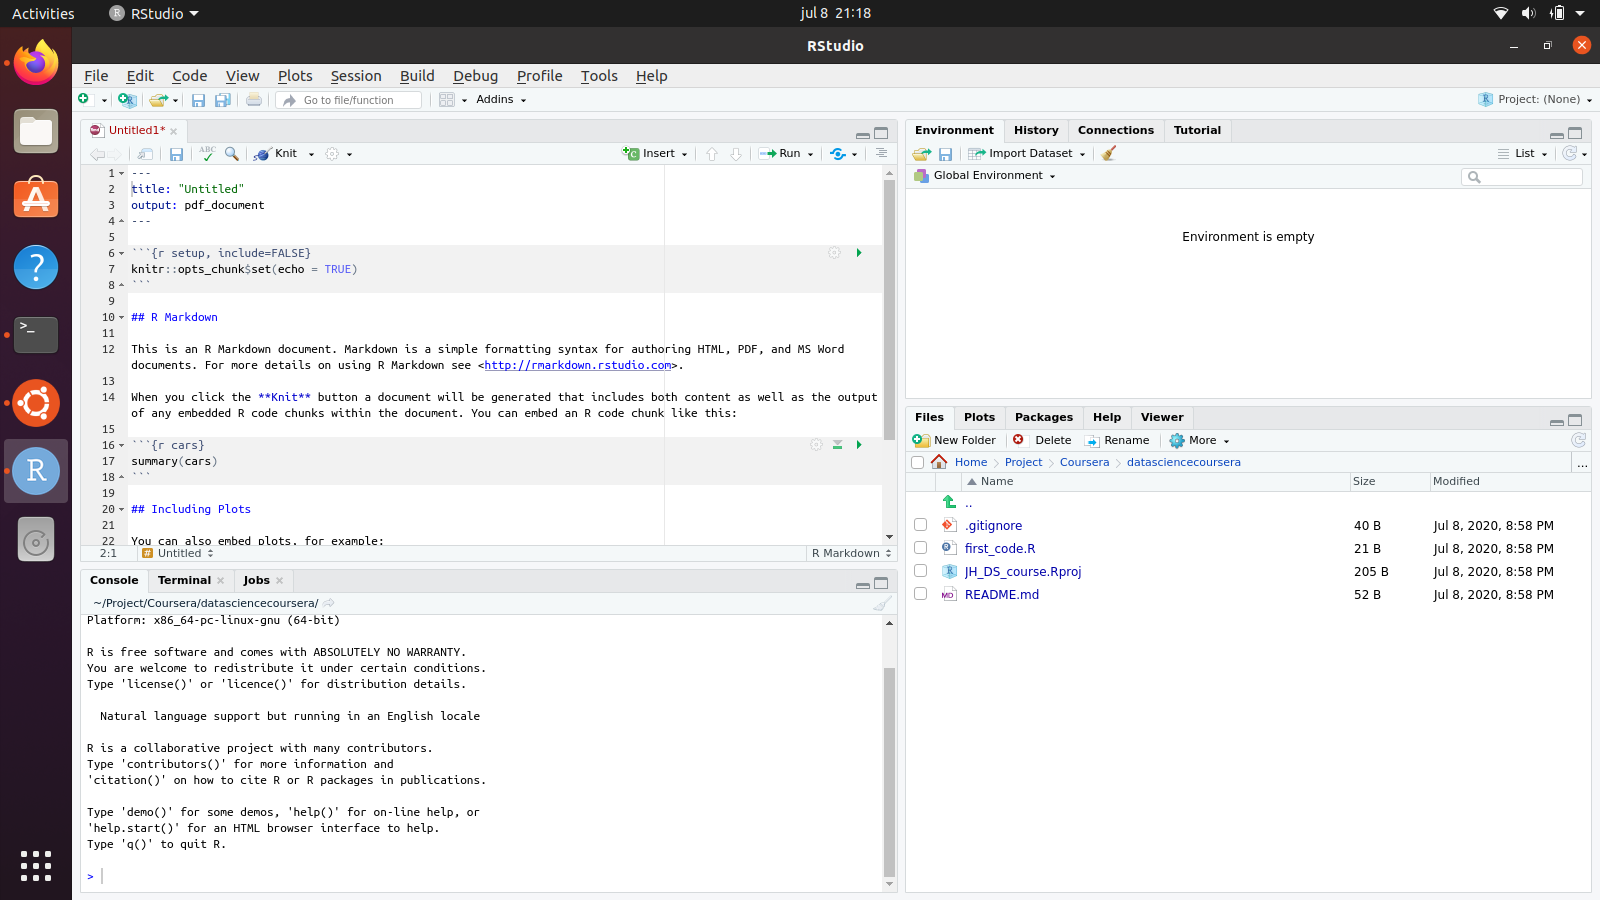 Activities RStudio jul 8 21:18
RStudio
File Edit Code View Plots Session Build Debug Profile Tools Help
Go to file/function Addins Project: (None)
Untitled1*
Knit Insert Run
1 ---
2 title: "Untitled"
3 output: pdf_document
4 ---
5
6 ```{r setup, include=FALSE}
7 knitr::opts_chunk$set(echo = TRUE)
8 ```
9
10 ## R Markdown
11
12 This is an R Markdown document. Markdown is a simple formatting syntax for authoring HTML, PDF, and MS Word
documents. For more details on using R Markdown see <http://rmarkdown.rstudio.com>.
13
14 When you click the **Knit** button a document will be generated that includes both content as well as the output
of any embedded R code chunks within the document. You can embed an R code chunk like this:
15
16 ```{r cars}
17 summary(cars)
18 ```
19
20 ## Including Plots
21
22 You can also embed plots, for example:
2:1 # Untitled R Markdown
Console Terminal Jobs
~/Project/Coursera/datasciencecoursera/
Platform: x86_64-pc-linux-gnu (64-bit)
R is free software and comes with ABSOLUTELY NO WARRANTY.
You are welcome to redistribute it under certain conditions.
Type 'license()' or 'licence()' for distribution details.
Natural language support but running in an English locale
R is a collaborative project with many contributors.
Type 'contributors()' for more information and
'citation()' on how to cite R or R packages in publications.
Type 'demo()' for some demos, 'help()' for on-line help, or
'help.start()' for an HTML browser interface to help.
Type 'q()' to quit R.
>
Environment History Connections Tutorial
Import Dataset List
Global Environment
Environment is empty
Files Plots Packages Help Viewer
New Folder Delete Rename More
Home Project Coursera datasciencecoursera ...
Name Size Modified
..
.gitignore 40 B Jul 8, 2020, 8:58 PM
first_code.R 21 B Jul 8, 2020, 8:58 PM
JH_DS_course.Rproj 205 B Jul 8, 2020, 8:58 PM
README.md 52 B Jul 8, 2020, 8:58 PM